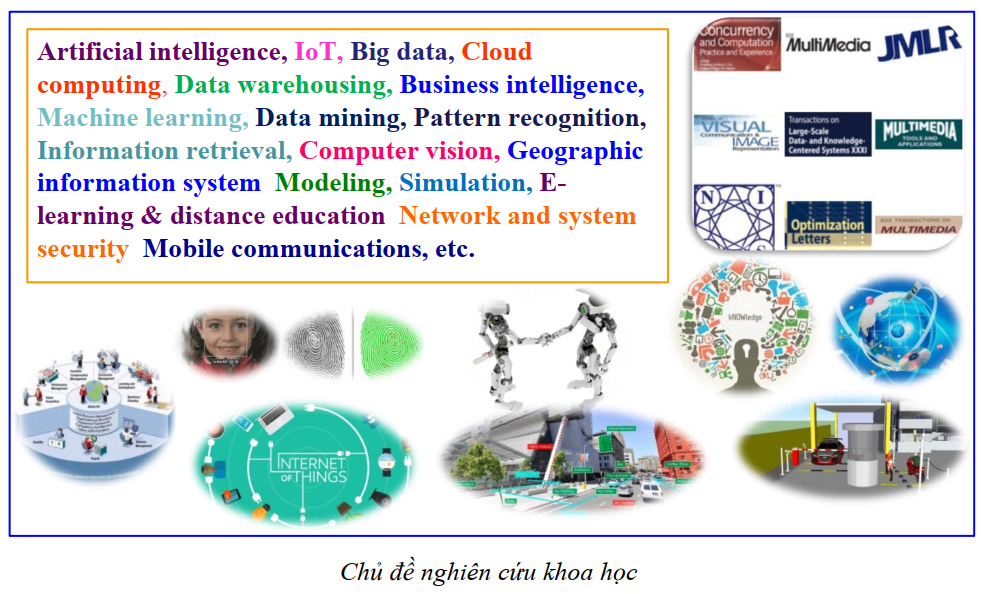 Artificial intelligence, IoT, Big data, Cloud
computing, Data warehousing, Business intelligence,
Machine learning, Data mining, Pattern recognition,
Information retrieval, Computer vision, Geographic
information system Modeling, Simulation, E-
learning & distance education Network and system
security Mobile communications, etc.
Concurrency
and Computation
Practice and Experience
MultiMedia
JMLR
VISUAL
Communication &
IMAGE
Representation
Transactions on
Large-Scale
Data- and Knowledge-
Centered Systems XXXI
MULTIMEDIA
TOOLS AND
APPLICATIONS
N I
S
Optimization
Letters
IEEE TRANSACTIONS ON
MULTIMEDIA
kNOWledge
INTERNET
OF THINGS
Chủ đề nghiên cứu khoa học